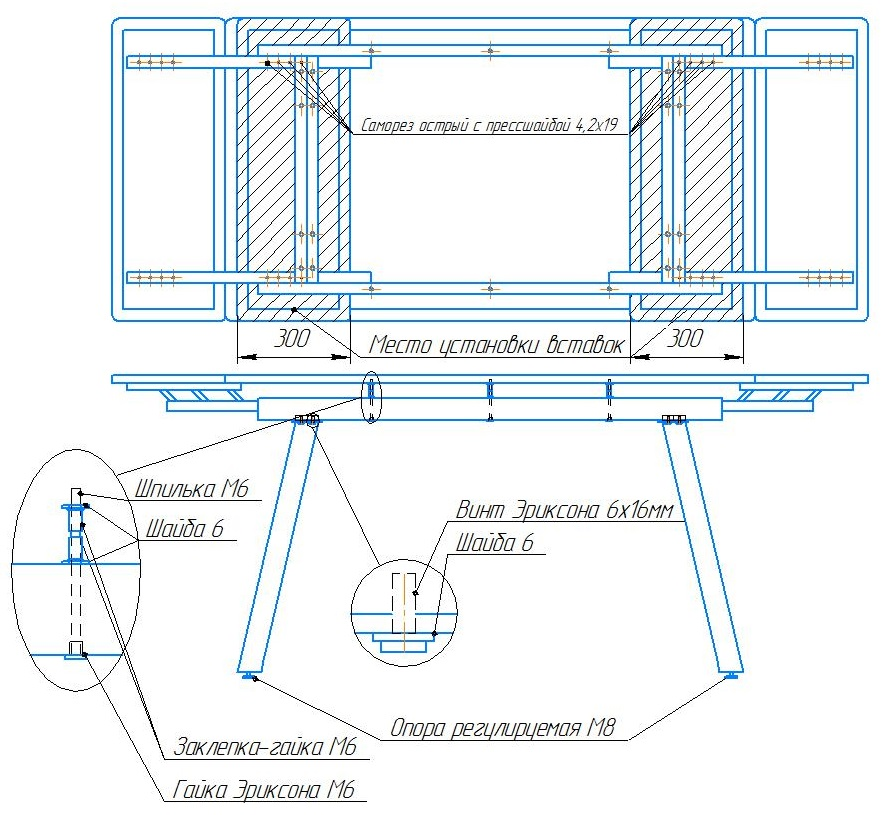 Саморез острый с прессшайбой 4,2х19
300
Место установки вставок
300
Шпилька М6
Шайба 6
Винт Эриксона 6х16мм
Шайба 6
Опора регулируемая М8
Заклепка-гайка М6
Гайка Эриксона М6